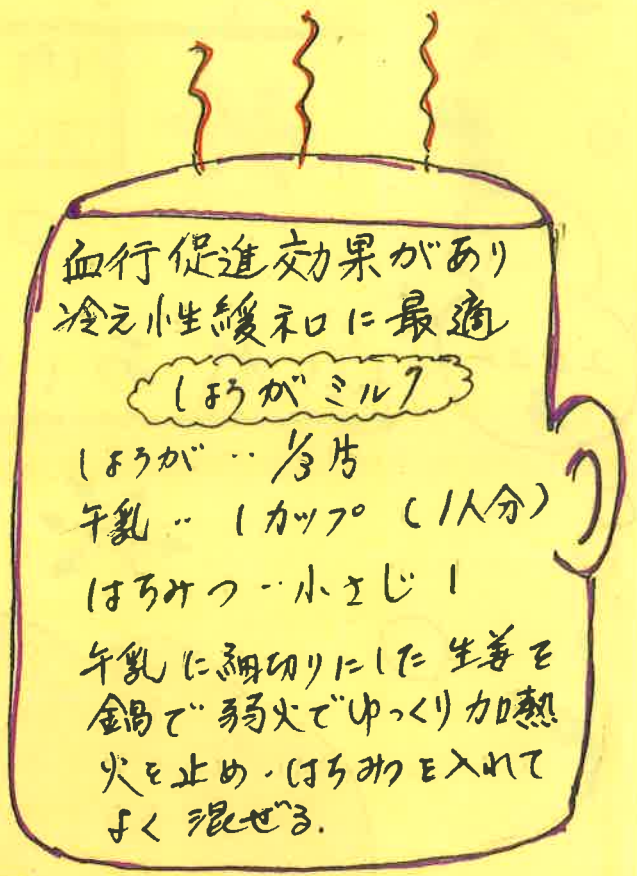 血行促進効果があり
冷え性緩和に最適
しょうがミルク
しょうが‥1/3片
牛乳‥1カップ(1人分)
はちみつ‥小さじ1
牛乳に細切りにした生姜を
鍋で弱火でゆっくり加熱
火を止め・はちみつを入れて
よく混ぜる.